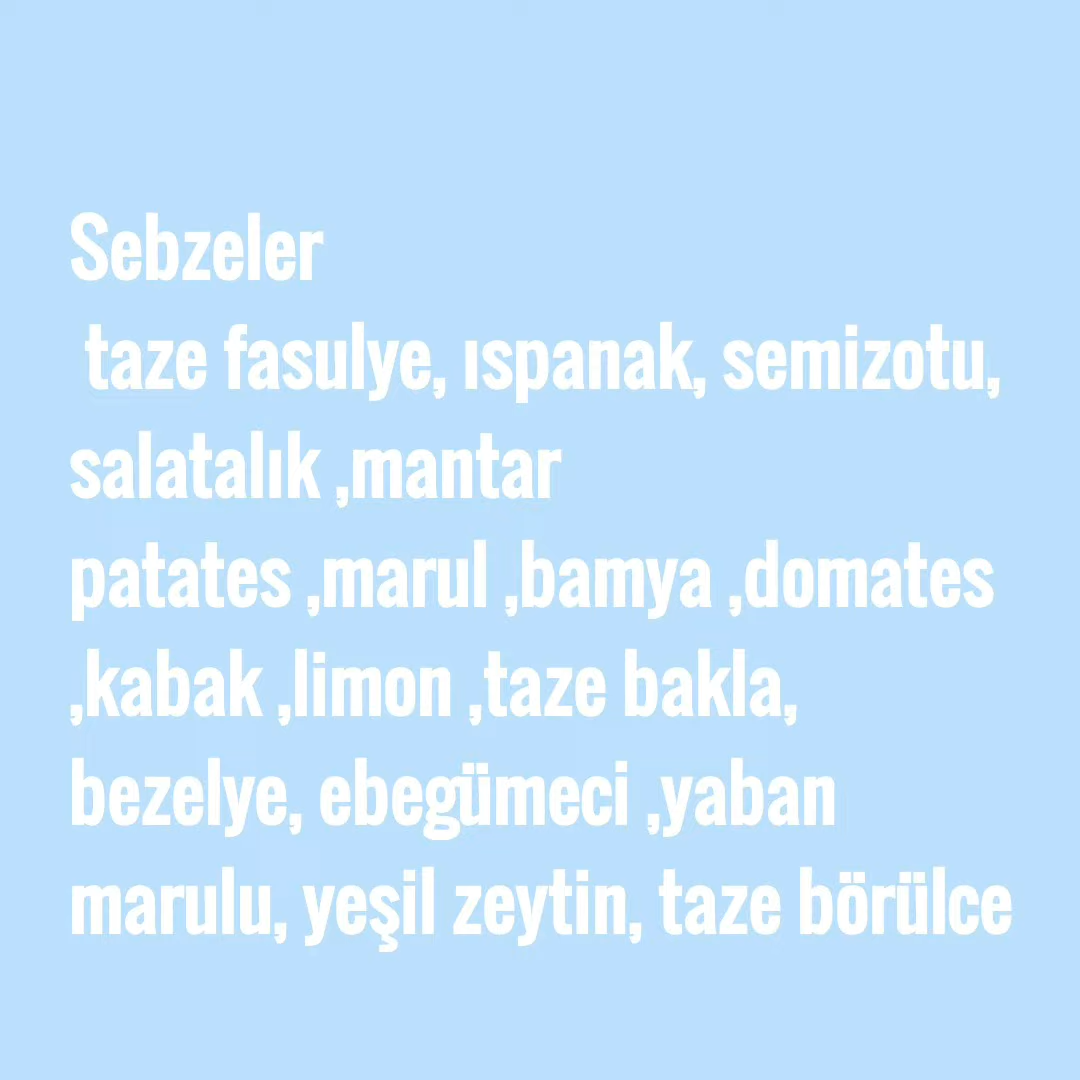 Sebzeler
taze fasulye, ıspanak, semizotu,
salatalık ,mantar
patates ,marul ,bamya ,domates
,kabak ,limon ,taze bakla,
bezelye, ebegümeci ,yaban
marulu, yeşil zeytin, taze börülce